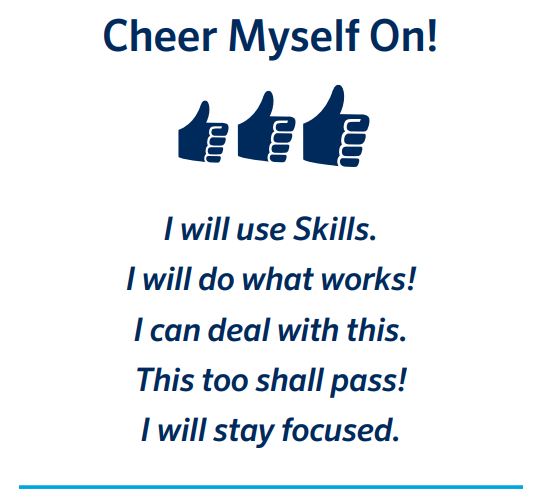 Cheer Myself On!
I will use Skills.
I will do what works!
I can deal with this.
This too shall pass!
I will stay focused.